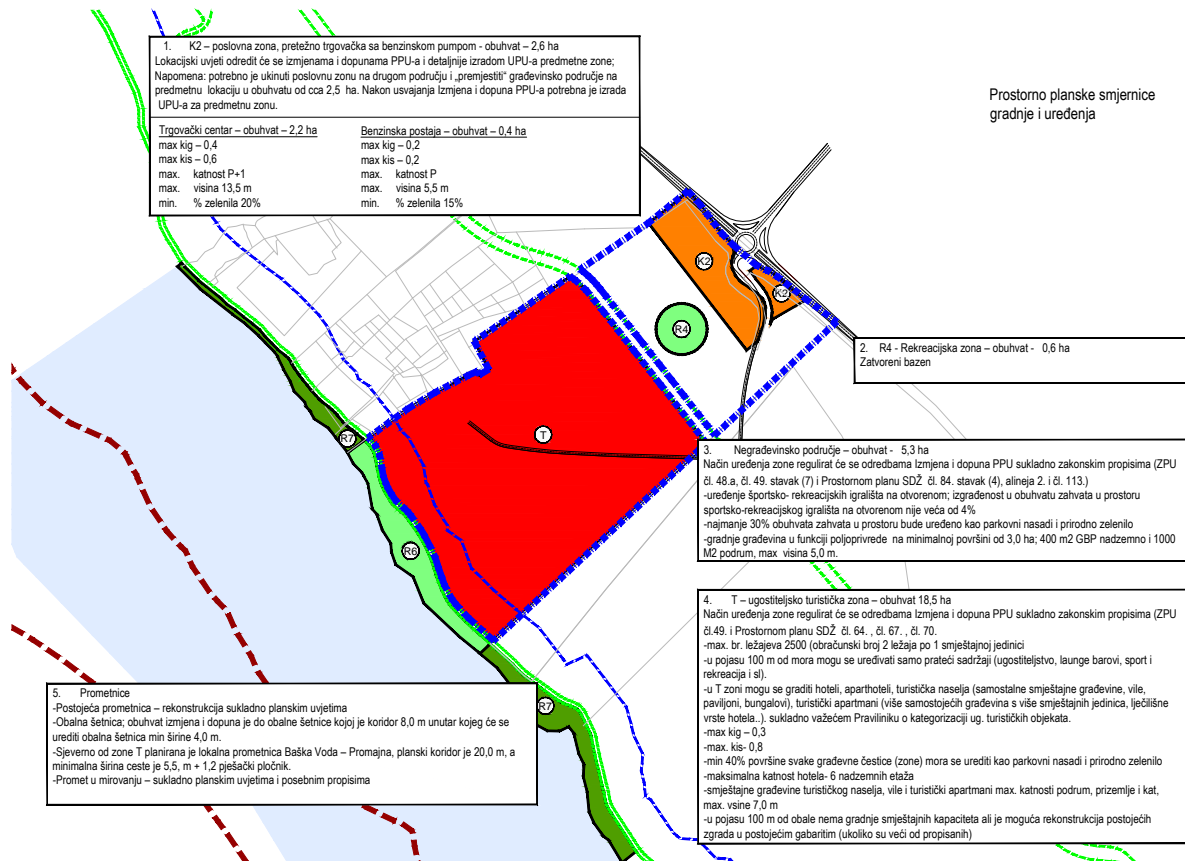 1. K2 – poslovna zona, pretežno trgovačka sa benzinskom pumpom - obuhvat – 2,6 ha
Lokacijski uvjeti odredit će se izmjenama i dopunama PPU-a i detaljnije izradom UPU-a predmetne zone;
Napomena: potrebno je ukinuti poslovnu zonu na drugom području i „premjestiti“ građevinsko područje na
predmetnu lokaciju u obuhvatu od cca 2,5 ha. Nakon usvajanja Izmjena i dopuna PPU-a potrebna je izrada
UPU-a za predmetnu zonu.
Trgovački centar – obuhvat – 2,2 ha
max kig – 0,4
max kis – 0,6
max. katnost P+1
max. visina 13,5 m
min. % zelenila 20%
Benzinska postaja – obuhvat – 0,4 ha
max kig – 0,2
max kis – 0,2
max. katnost P
max. visina 5,5 m
min. % zelenila 15%
Prostorno planske smjernice
gradnje i uređenja
K2
K2
R4
2. R4 - Rekreacijska zona – obuhvat - 0,6 ha
Zatvoreni bazen
T
R7
R6
R7
3. Negrađevinsko područje – obuhvat - 5,3 ha
Način uređenja zone regulirat će se odredbama Izmjena i dopuna PPU sukladno zakonskim propisima (ZPU
čl. 48.a, čl. 49. stavak (7) i Prostornom planu SDŽ čl. 84. stavak (4), alineja 2. i čl. 113.)
-uređenje športsko- rekreacijskih igrališta na otvorenom; izgrađenost u obuhvatu zahvata u prostoru
sportsko-rekreacijskog igrališta na otvorenom nije veća od 4%
-najmanje 30% obuhvata zahvata u prostoru bude uređeno kao parkovni nasadi i prirodno zelenilo
-gradnje građevina u funkciji poljoprivrede na minimalnoj površini od 3,0 ha; 400 m2 GBP nadzemno i 1000
M2 podrum, max visina 5,0 m.
4. T – ugostiteljsko turistička zona – obuhvat 18,5 ha
Način uređenja zone regulirat će se odredbama Izmjena i dopuna PPU sukladno zakonskim propisima (ZPU
čl.49. i Prostornom planu SDŽ čl. 64. , čl. 67. , čl. 70.
-max. br. ležajeva 2500 (obračunski broj 2 ležaja po 1 smještajnoj jedinici
-u pojasu 100 m od mora mogu se uređivati samo prateći sadržaji (ugostiteljstvo, launge barovi, sport i
rekreacija i sl).
-u T zoni mogu se graditi hoteli, aparthoteli, turistička naselja (samostalne smještajne građevine, vile,
paviljoni, bungalovi), turistički apartmani (više samostojećih građevina s više smještajnih jedinica, lječilišne
vrste hotela..). sukladno važećem Praviliniku o kategorizaciji ug. turističkih objekata.
-max kig – 0,3
-max. kis- 0,8
-min 40% površine svake građevne čestice (zone) mora se urediti kao parkovni nasadi i prirodno zelenilo
-maksimalna katnost hotela- 6 nadzemnih etaža
-smještajne građevine turističkog naselja, vile i turistički apartmani max. katnosti podrum, prizemlje i kat,
max. vsine 7,0 m
-u pojasu 100 m od obale nema gradnje smještajnih kapaciteta ali je moguća rekonstrukcija postojećih
zgrada u postojećim gabaritim (ukoliko su veći od propisanih)
5. Prometnice
-Postojeća prometnica – rekonstrukcija sukladno planskim uvjetima
-Obalna šetnica; obuhvat izmjena i dopuna je do obalne šetnice kojoj je koridor 8,0 m unutar kojeg će se
urediti obalna šetnica min širine 4,0 m.
-Sjeverno od zone T planirana je lokalna prometnica Baška Voda – Promajna, planski koridor je 20,0 m, a
minimalna širina ceste je 5,5, m + 1,2 pješački pločnik.
-Promet u mirovanju – sukladno planskim uvjetima i posebnim propisima